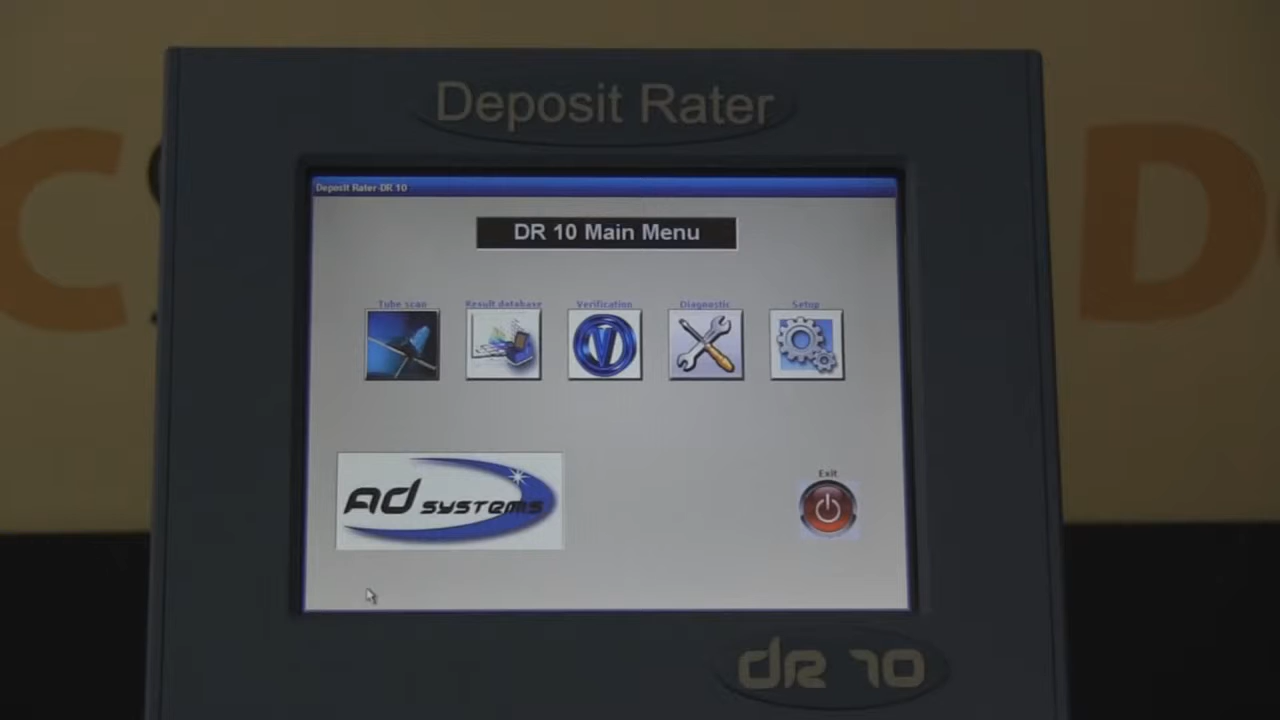 Deposit Rater
Deposit Rater-DR 10
DR 10 Main Menu
Tube scan Result database Verification Diagnostic Setup
V
AD SYSTEMS
Exit
DR 10
C
D